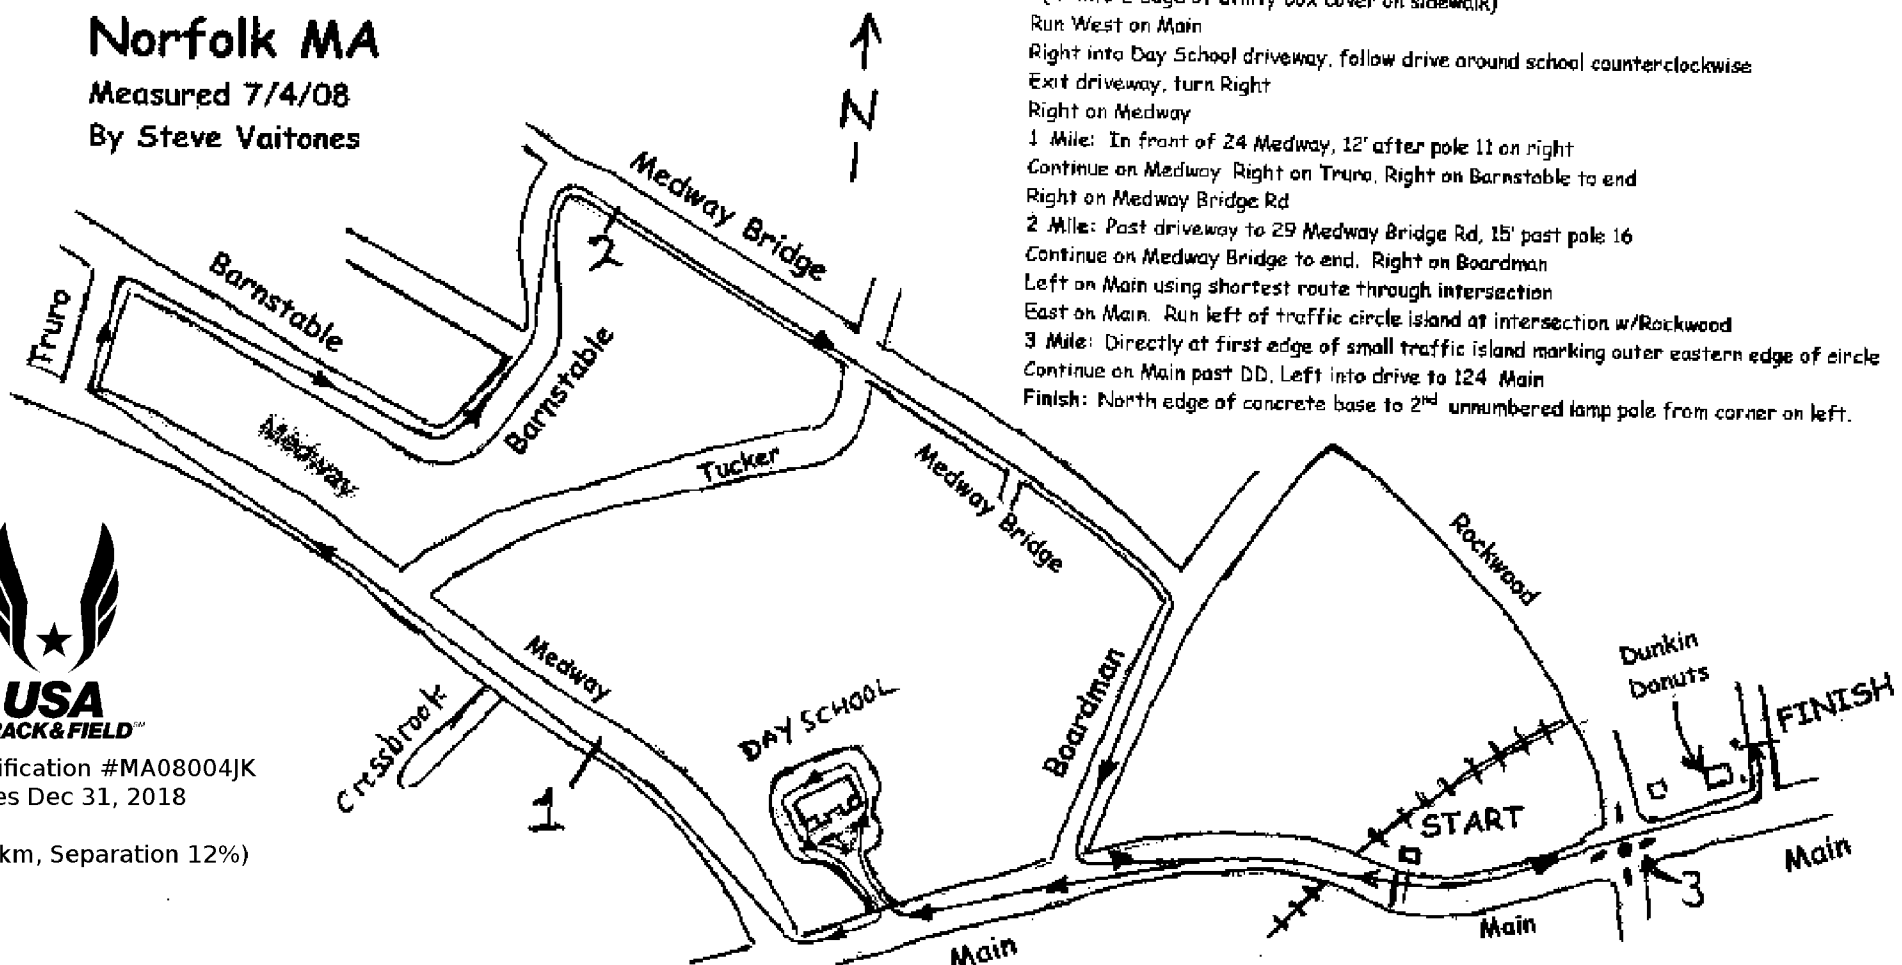 Norfolk MA
Measured 7/4/08
By Steve Vaitones
N
cover on sidewalk)
Run West on Main
Right into Day School driveway, follow drive around school counterclockwise
Exit driveway, turn Right
Right on Medway
1 Mile: In front of 24 Medway, 12' after pole 11 on right
Continue on Medway Right on Truro, Right on Barnstable to end
Right on Medway Bridge Rd
2 Mile: Past driveway to 29 Medway Bridge Rd, 15' past pole 16
Continue on Medway Bridge to end. Right on Boardman
Left on Main using shortest route through intersection
East on Main. Run left of traffic circle island at intersection w/Rockwood
3 Mile: Directly at first edge of small traffic island marking outer eastern edge of circle
Continue on Main past DD, Left into drive to 124 Main
Finish: North edge of concrete base to 2nd unnumbered lamp pole from corner on left.
Medway Bridge
2
Barnstable
Truro
Barnstable
Medway
Tucker
Medway Bridge
Rockwood
Medway
Cressbrook
1
DAY SCHOOL
Boardman
Dunkin
Donuts
FINISH
START
Main
3
Main
Main
USA
RACK&FIELD℠
ification #MA08004JK
es Dec 31, 2018
km, Separation 12%)